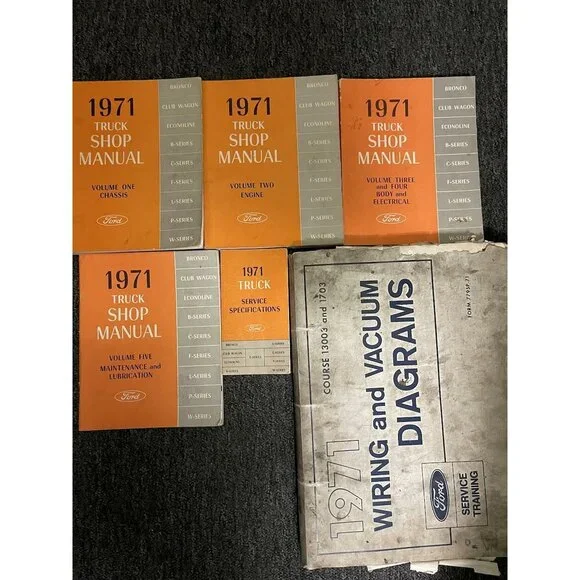 1971
TRUCK
SHOP
MANUAL
VOLUME ONE
CHASSIS
Ford
BRONCO
CLUB WAGON
ECONOLINE
B-SERIES
C-SERIES
F-SERIES
L-SERIES
P-SERIES
W-SERIES
1971
TRUCK
SHOP
MANUAL
VOLUME TWO
ENGINE
Ford
BRONCO
CLUB WAGON
ECONOLINE
B-SERIES
C-SERIES
F-SERIES
L-SERIES
P-SERIES
W-SERIES
1971
TRUCK
SHOP
MANUAL
VOLUME THREE
and FOUR
BODY and
ELECTRICAL
Ford
BRONCO
CLUB WAGON
ECONOLINE
B-SERIES
C-SERIES
F-SERIES
L-SERIES
P-SERIES
W-SERIES
1971
TRUCK
SHOP
MANUAL
VOLUME FIVE
MAINTENANCE and
LUBRICATION
Ford
BRONCO
CLUB WAGON
ECONOLINE
B-SERIES
C-SERIES
F-SERIES
L-SERIES
P-SERIES
W-SERIES
1971
TRUCK
SERVICE
SPECIFICATIONS
Ford
BRONCO
CLUB WAGON
COURSE 13003 and 1703
1971
WIRING and VACUUM
DIAGRAMS
Ford
SERVICE
TRAINING